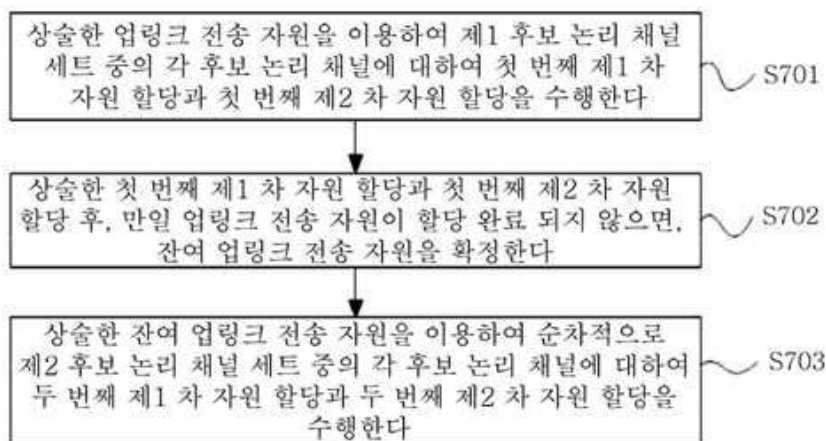 상술한 업링크 전송 자원을 이용하여 제1 후보 논리 채널
세트 중의 각 후보 논리 채널에 대하여 첫 번째 제1 차
자원 할당과 첫 번째 제2 차 자원 할당을 수행한다
S701
상술한 첫 번째 제1 차 자원 할당과 첫 번째 제2 차 자원
할당 후, 만일 업링크 전송 자원이 할당 완료 되지 않으면,
잔여 업링크 전송 자원을 확정한다
S702
상술한 잔여 업링크 전송 자원을 이용하여 순차적으로
제2 후보 논리 채널 세트 중의 각 후보 논리 채널에 대하여
두 번째 제1 차 자원 할당과 두 번째 제2 차 자원 할당을
수행한다
S703